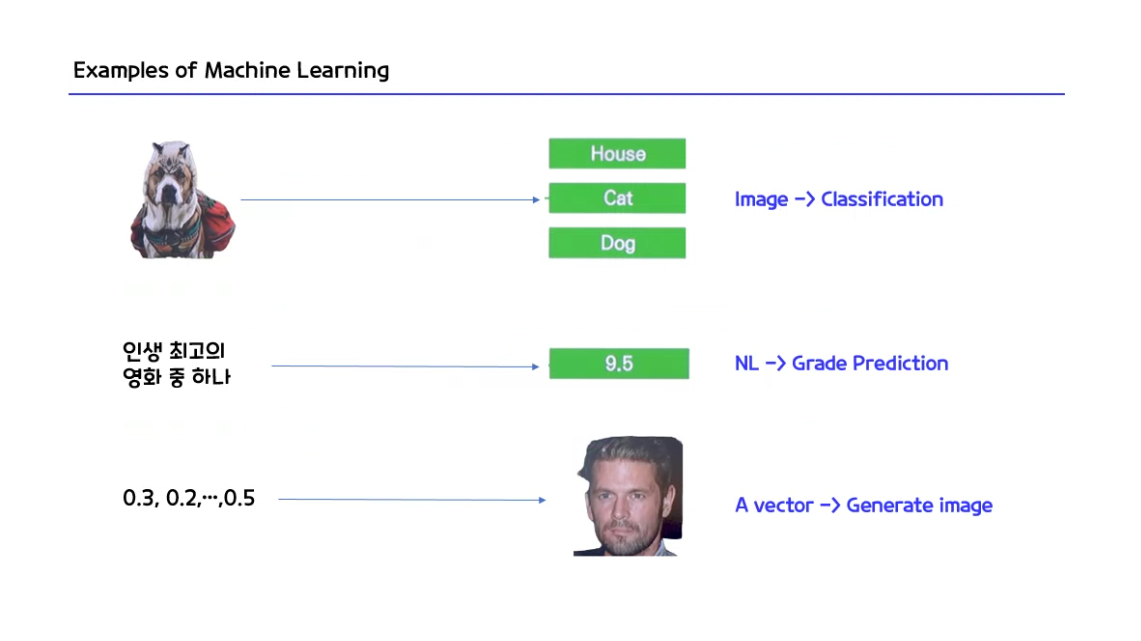 Examples of Machine Learning
House
Cat
Image -> Classification
Dog
인생 최고의
영화 중 하나
9.5
NL -> Grade Prediction
0.3, 0.2,···,0.5
A vector -> Generate image